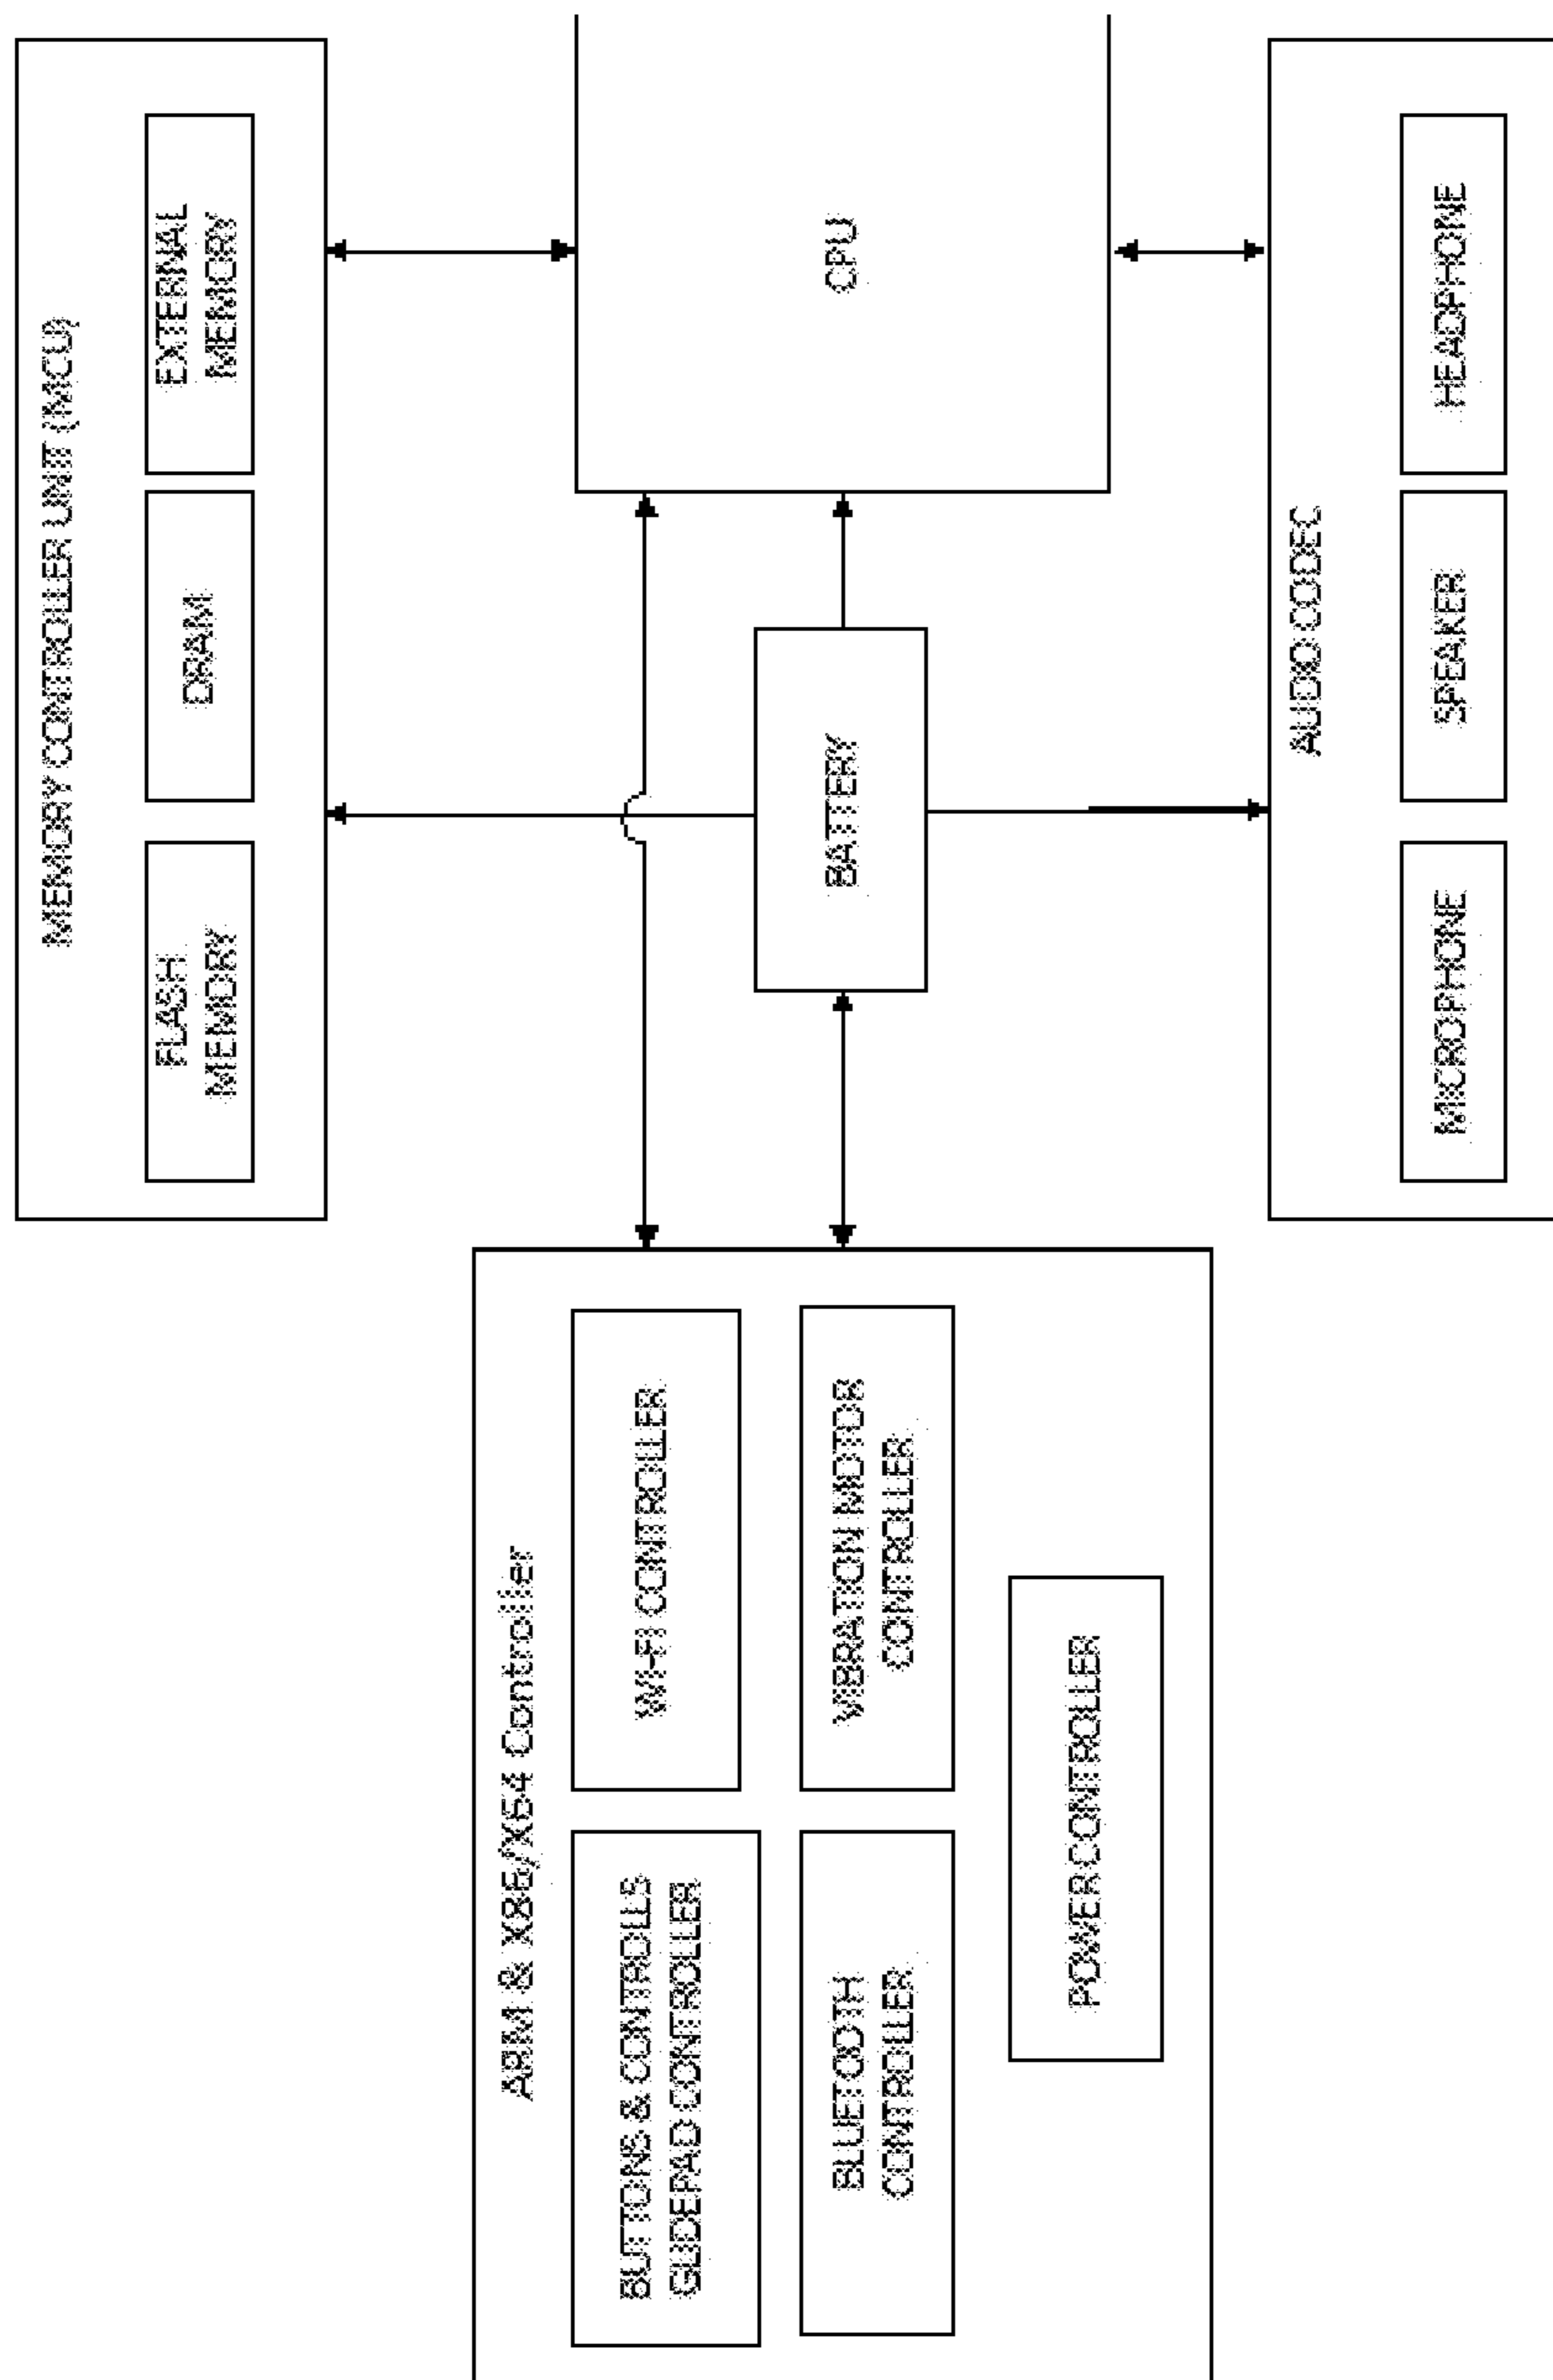 MEMORY CONTROLLER UNIT (MCU)
FLASH
MEMORY
DRAM
EXTERNAL
MEMORY
ARM & X86/X64 Controller
BUTTONS & CONTROLLS
GLIDEPAD CONTROLLER
WI-FI CONTROLLER
BLUETOOTH
CONTROLLER
VIBRATION MOTOR
CONTROLLER
POWER CONTROLLER
BATTERY
CPU
AUDIO CODEC
MICROPHONE
SPEAKER
HEADPHONE